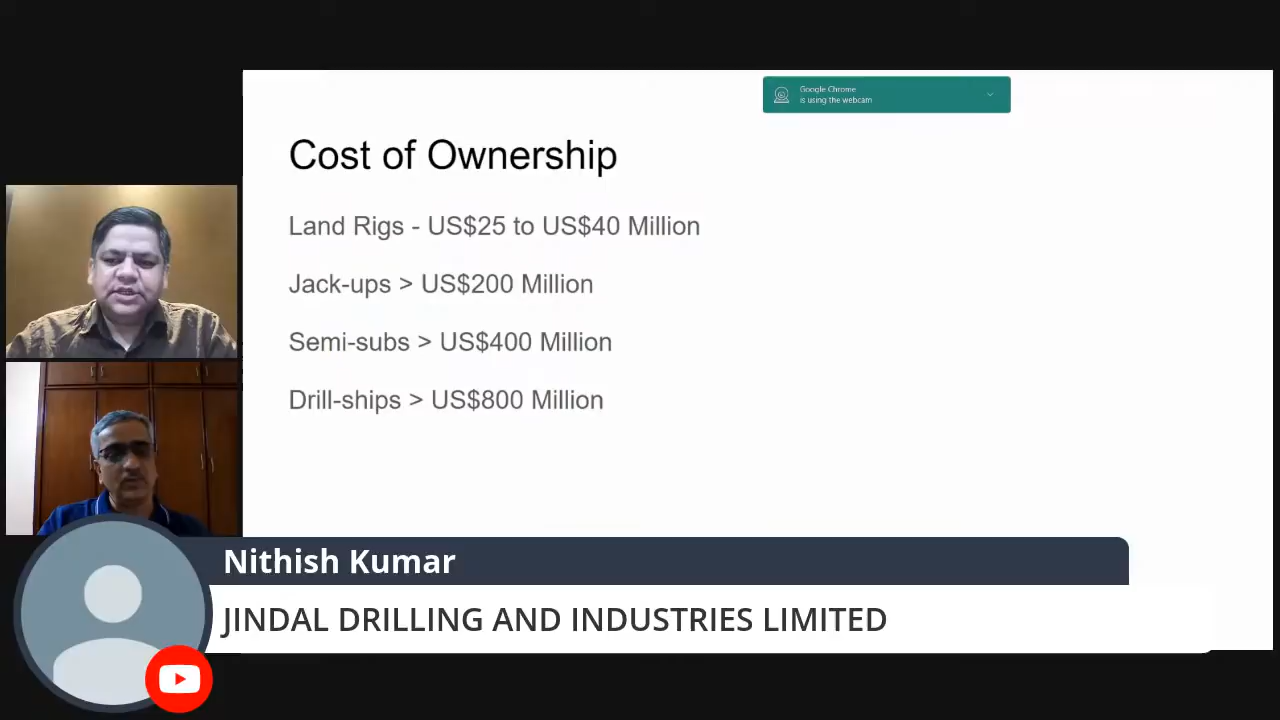 Google Chrome
is using the webcam
Cost of Ownership
Land Rigs - US$25 to US$40 Million
Jack-ups > US$200 Million
Semi-subs > US$400 Million
Drill-ships > US$800 Million
Nithish Kumar
JINDAL DRILLING AND INDUSTRIES LIMITED